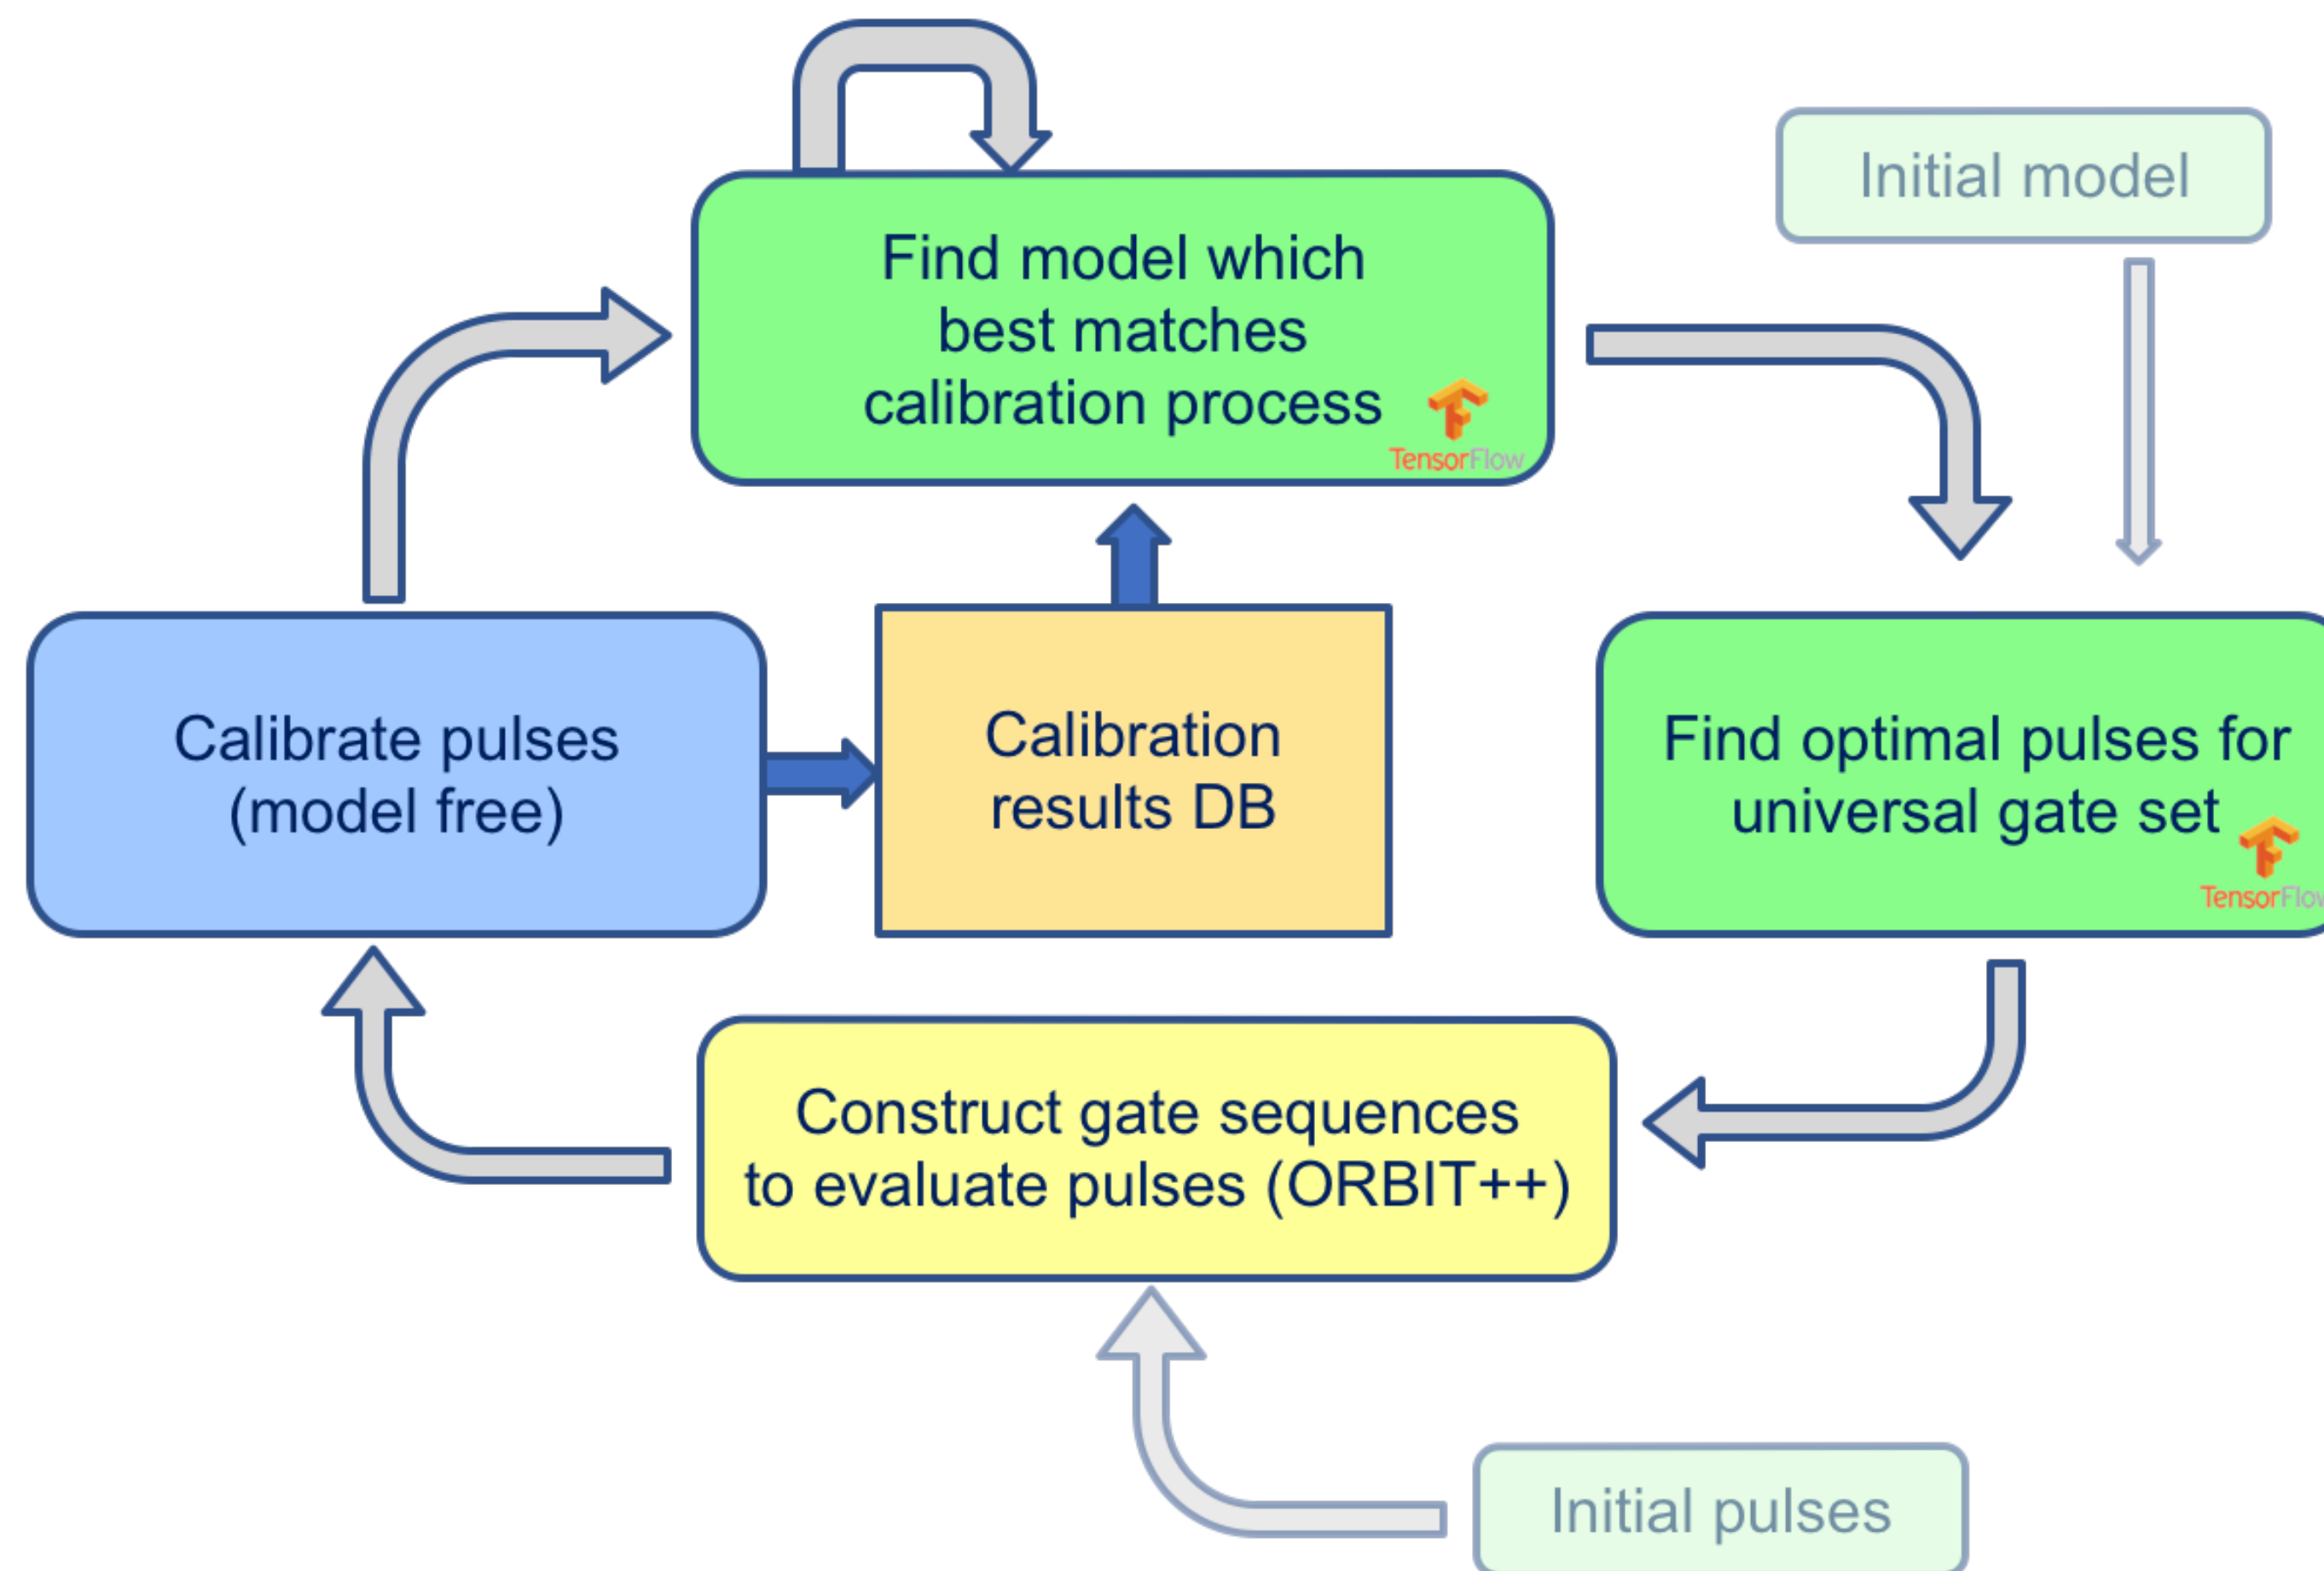 Initial model
Find model which
best matches
calibration process
TensorFlow
Calibrate pulses
(model free)
Calibration
results DB
Find optimal pulses for
universal gate set
TensorFlow
Construct gate sequences
to evaluate pulses (ORBIT++)
Initial pulses